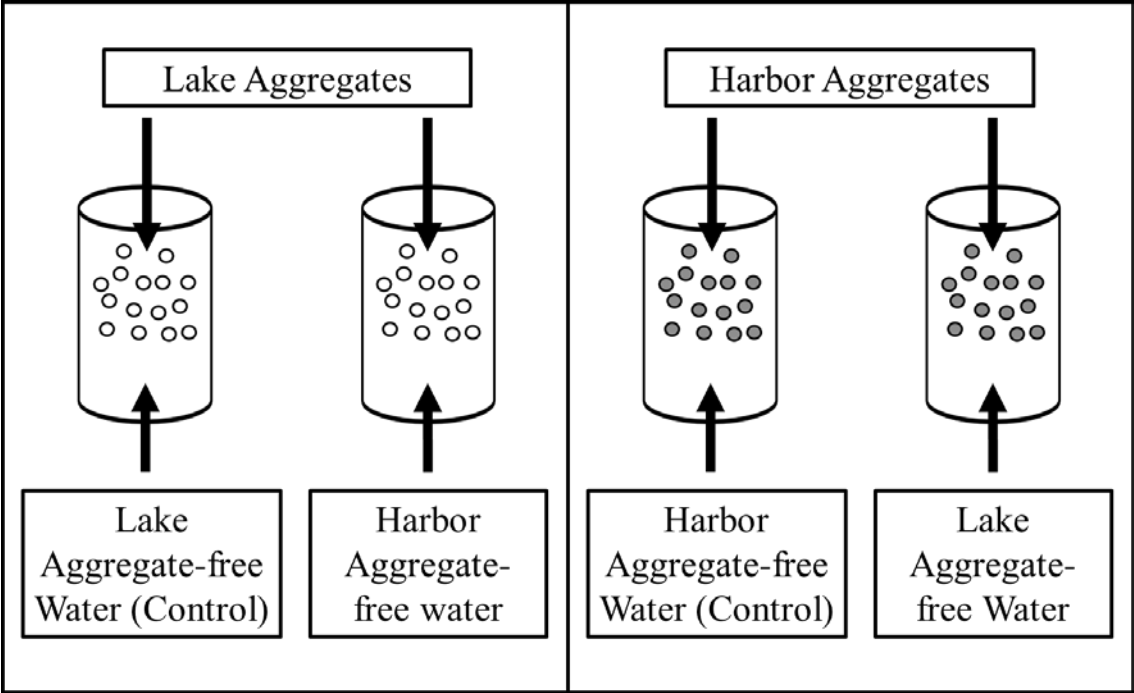 Lake Aggregates
Harbor Aggregates
Lake
Aggregate-free
Water (Control)
Harbor
Aggregate-
free water
Harbor
Aggregate-free
Water (Control)
Lake
Aggregate-
free Water